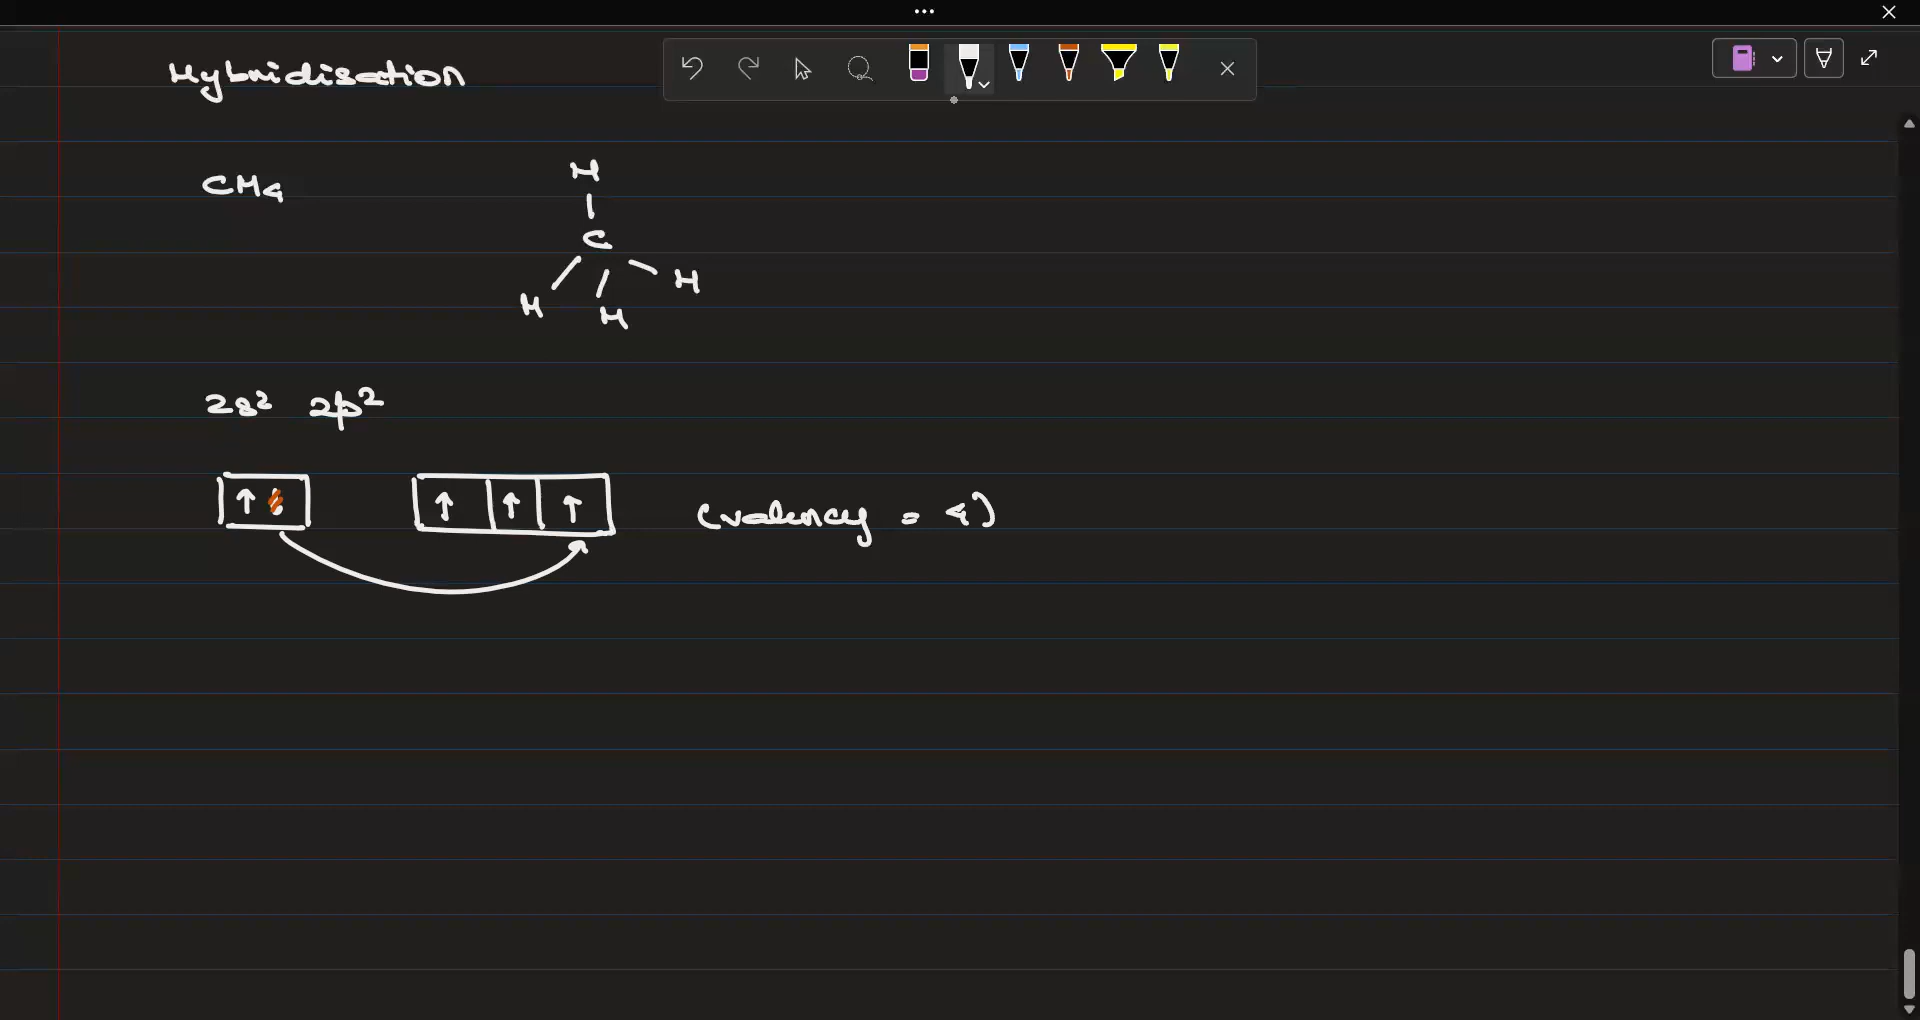 Hybridisation
CH₄
H
C
H H H
2s² 2p²
↑ ↑ ↑ ↑ (valency = 4)